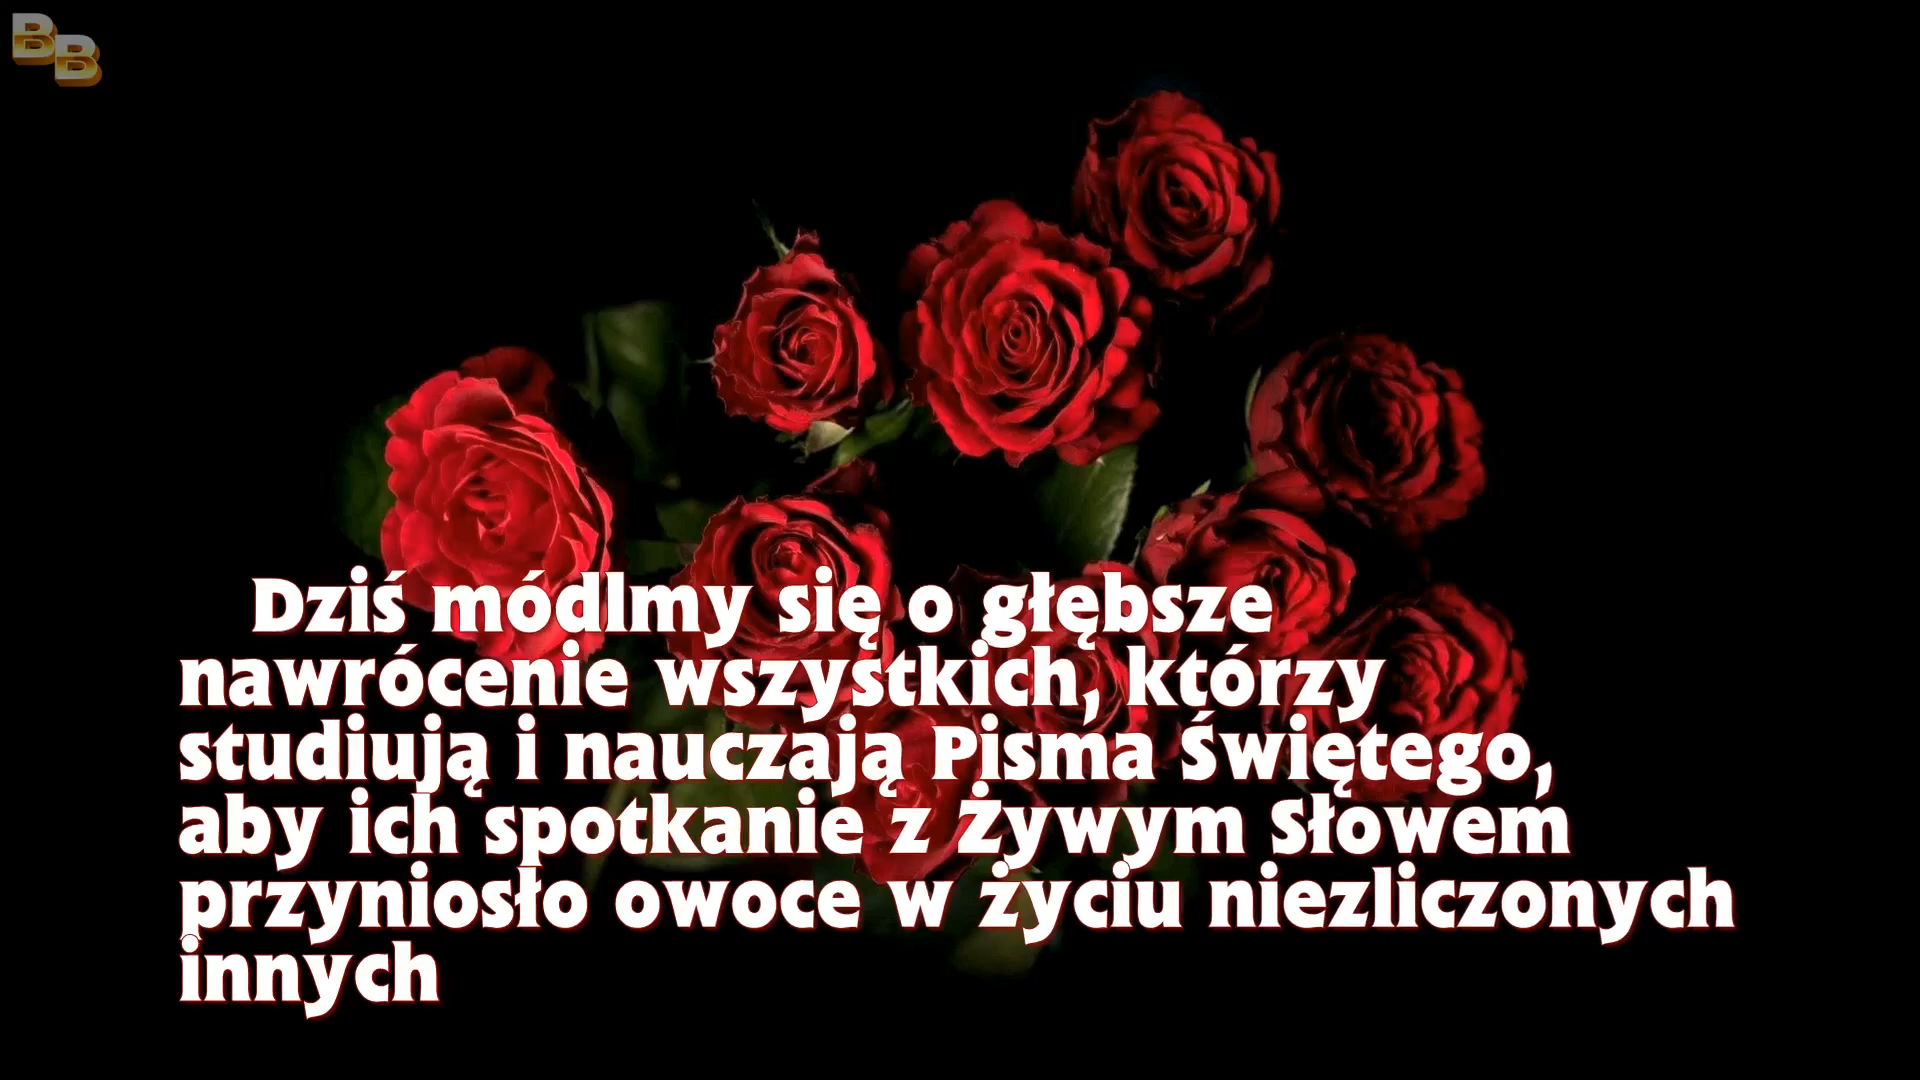 BB
Dziś módlmy się o głębsze
nawrócenie wszystkich, którzy
studiują i nauczają Pisma Świętego,
aby ich spotkanie z Żywym Słowem
przyniosło owoce w życiu niezliczonych
innych